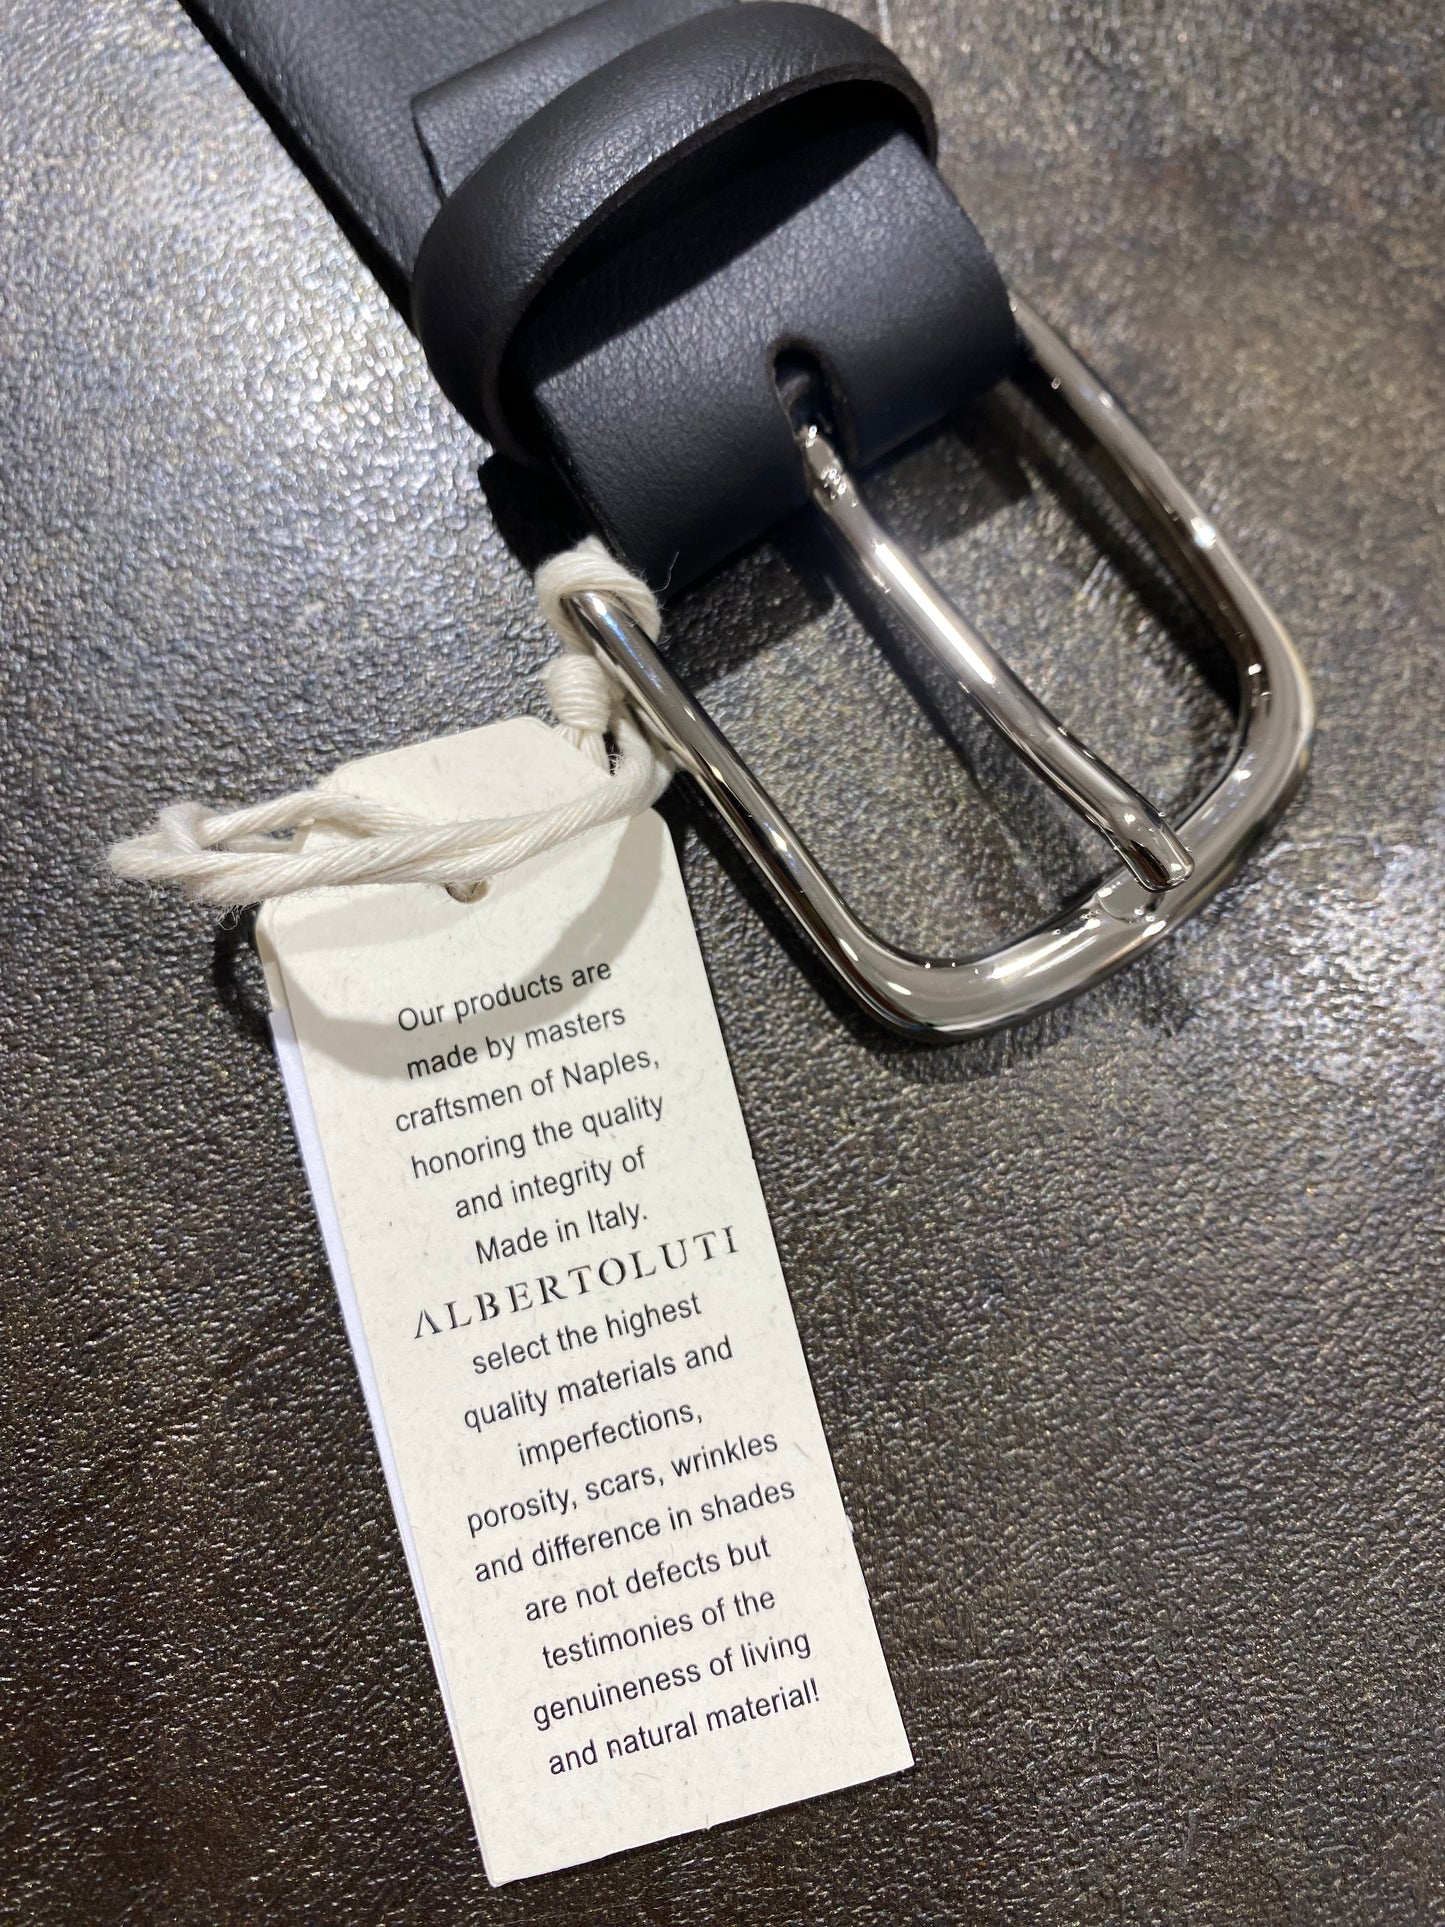 Our products are
made by masters
craftsmen of Naples,
honoring the quality
and integrity of
Made in Italy.
ALBERTOLUTI
select the highest
quality materials and
imperfections,
porosity, scars, wrinkles
and difference in shades
are not defects but
testimonies of the
genuineness of living
and natural material!